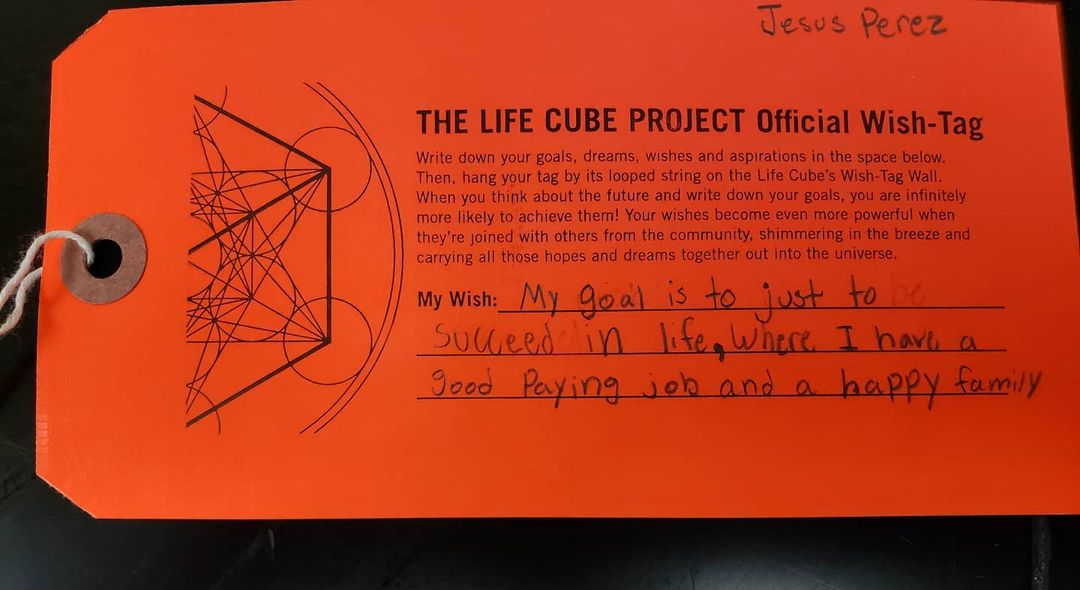 Jesus Perez
THE LIFE CUBE PROJECT Official Wish-Tag
Write down your goals, dreams, wishes and aspirations in the space below.
Then, hang your tag by its looped string on the Life Cube's Wish-Tag Wall.
When you think about the future and write down your goals, you are infinitely
more likely to achieve them! Your wishes become even more powerful when
they're joined with others from the community, shimmering in the breeze and
carrying all those hopes and dreams together out into the universe.
My Wish: My goal is to just to
Succeed in life, Where I have a
good Paying job and a happy family